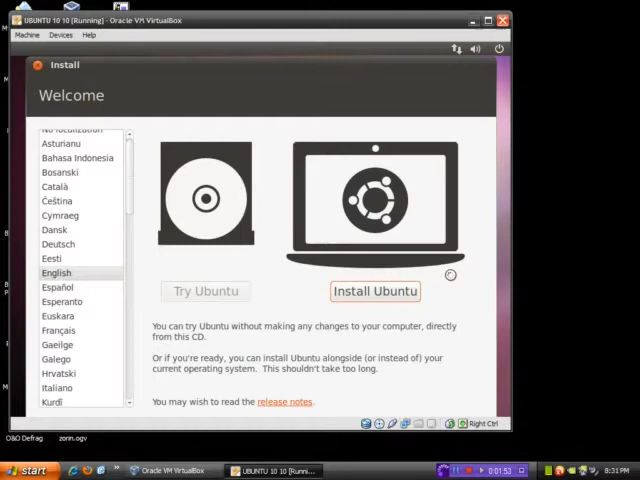 UBUNTU 10 10 [Running] - Oracle VM VirtualBox
Machine Devices Help
Install
Welcome
No localization
Asturianu
Bahasa Indonesia
Bosanski
Català
Čeština
Cymraeg
Dansk
Deutsch
Eesti
English
Español
Esperanto
Euskara
Français
Gaeilge
Galego
Hrvatski
Italiano
Kurdî
Try Ubuntu
Install Ubuntu
You can try Ubuntu without making any changes to your computer, directly
from this CD.
Or if you're ready, you can install Ubuntu alongside (or instead of) your
current operating system. This shouldn't take too long.
You may wish to read the release notes.
Right Ctrl
O&O Defrag
zorin.ogv
start
Oracle VM VirtualBox
UBUNTU 10 10 [Runni...
0:01:53
8:31 PM